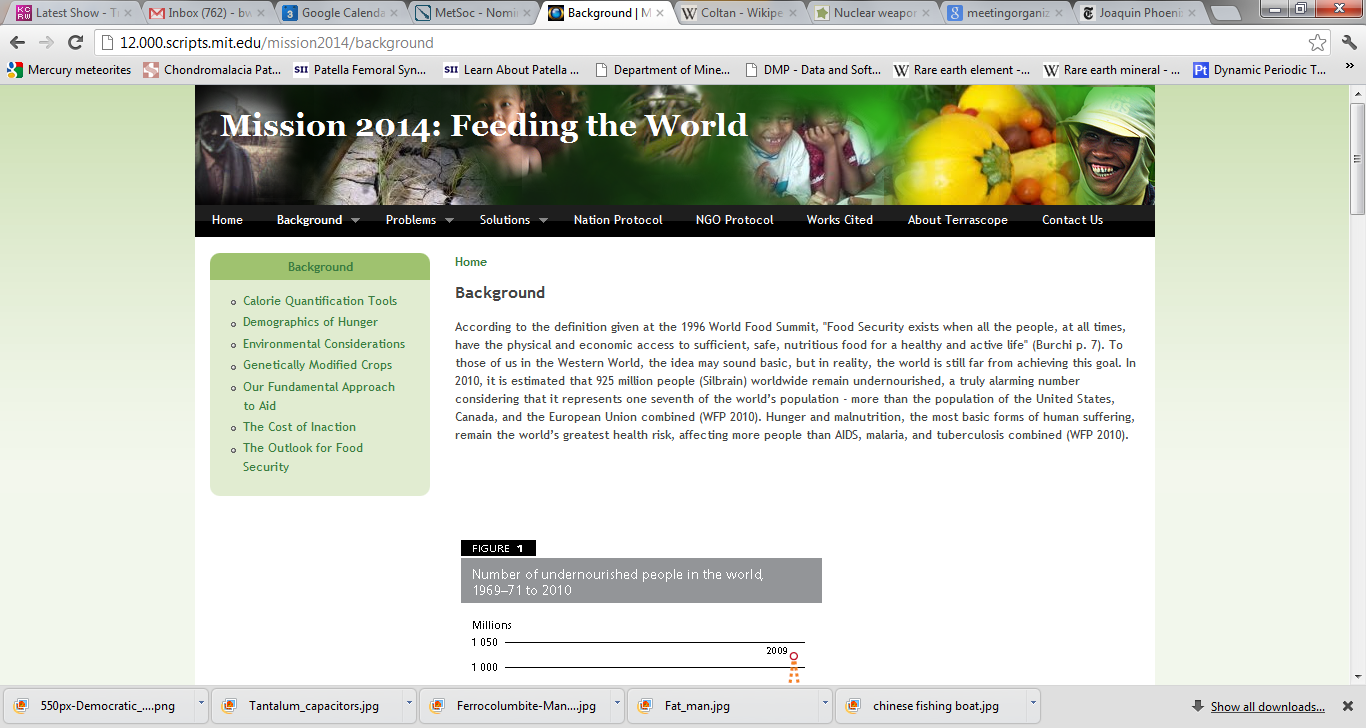 Latest Show - Tr
Inbox (762) - bw
Google Calenda
MetSoc - Nomin
Background | M
Coltan - Wikipe
Nuclear weapor
meetingorganiz
Joaquin Phoeni
12.000.scripts.mit.edu/mission2014/background
Mercury meteorites
Chondromalacia Pat...
SII Patella Femoral Syn...
SII Learn About Patella ...
Department of Mine...
DMP - Data and Soft...
W Rare earth element -...
W Rare earth mineral - ...
Pt Dynamic Periodic T...
Mission 2014: Feeding the World
Home Background Problems Solutions Nation Protocol NGO Protocol Works Cited About Terrascope Contact Us
Background
Calorie Quantification Tools
Demographics of Hunger
Environmental Considerations
Genetically Modified Crops
Our Fundamental Approach
to Aid
The Cost of Inaction
The Outlook for Food
Security
Home
Background
According to the definition given at the 1996 World Food Summit, "Food Security exists when all the people, at all times,
have the physical and economic access to sufficient, safe, nutritious food for a healthy and active life" (Burchi p. 7). To
those of us in the Western World, the idea may sound basic, but in reality, the world is still far from achieving this goal. In
2010, it is estimated that 925 million people (Silbrain) worldwide remain undernourished, a truly alarming number
considering that it represents one seventh of the world's population - more than the population of the United States,
Canada, and the European Union combined (WFP 2010). Hunger and malnutrition, the most basic forms of human suffering,
remain the world's greatest health risk, affecting more people than AIDS, malaria, and tuberculosis combined (WFP 2010).
FIGURE 1
Number of undernourished people in the world,
1969–71 to 2010
Millions
1 050
2009
1 000
550px-Democratic_....png
Tantalum_capacitors.jpg
Ferrocolumbite-Man....jpg
Fat_man.jpg
chinese fishing boat.jpg
Show all downloads...